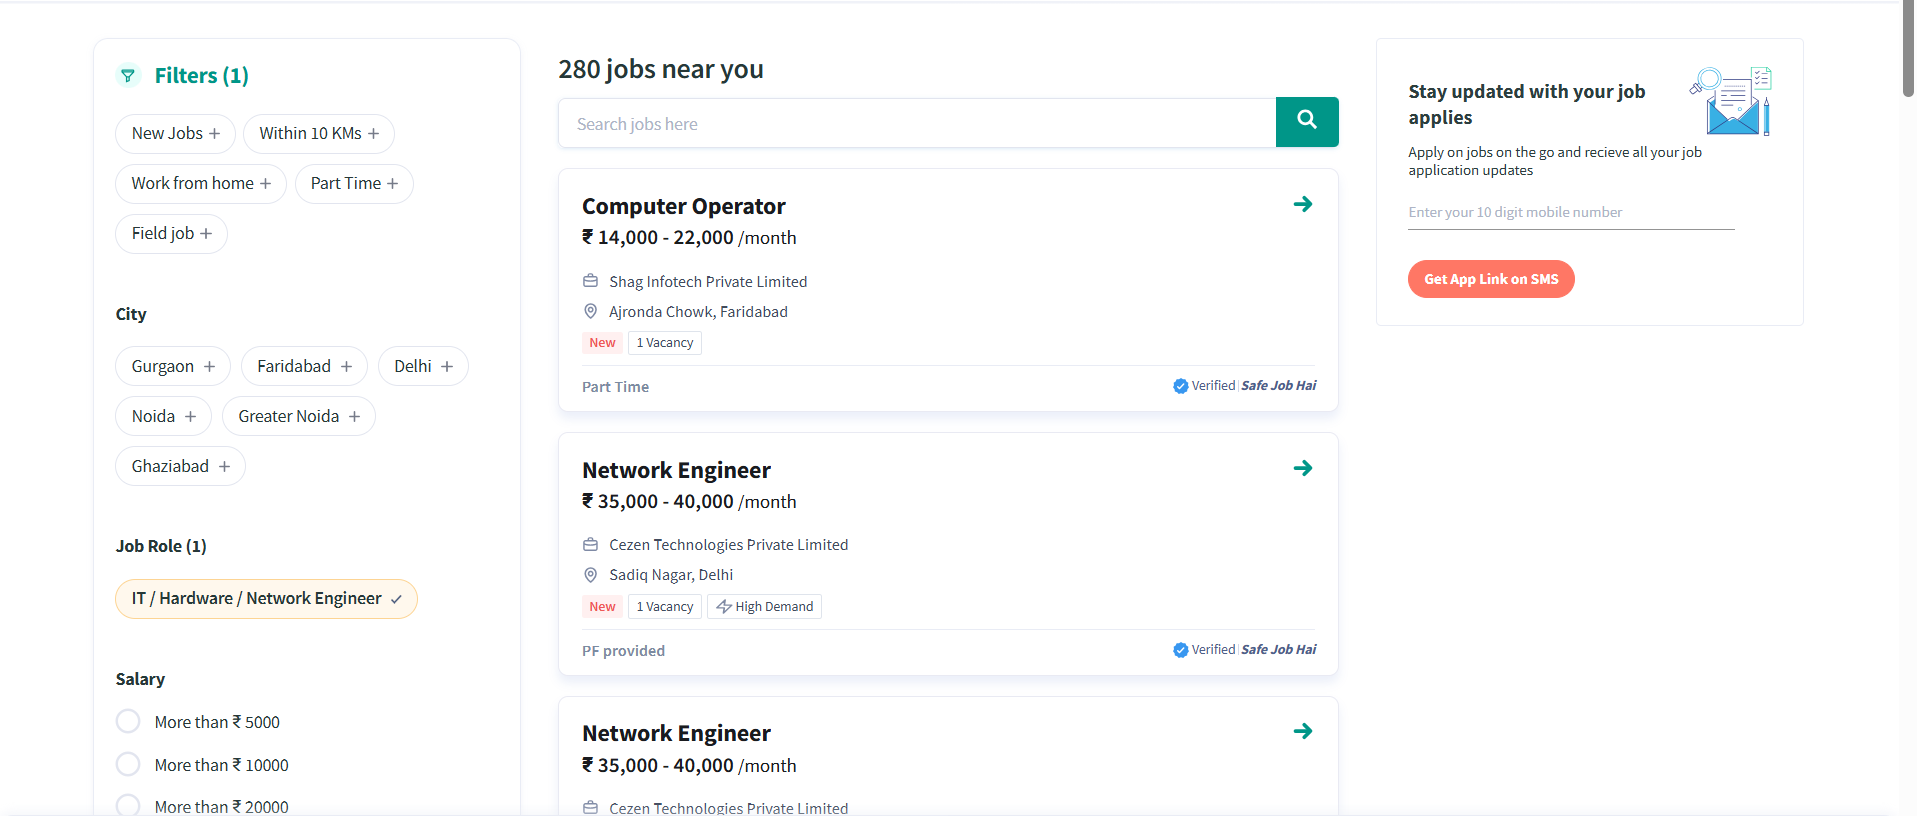 Filters (1)
New Jobs +
Within 10 KMs +
Work from home +
Part Time +
Field job +
City
Gurgaon +
Faridabad +
Delhi +
Noida +
Greater Noida +
Ghaziabad +
Job Role (1)
IT / Hardware / Network Engineer ✓
Salary
More than ₹ 5000
More than ₹ 10000
More than ₹ 20000
280 jobs near you
Search jobs here
Computer Operator
₹ 14,000 - 22,000 /month
Shag Infotech Private Limited
Ajronda Chowk, Faridabad
New
1 Vacancy
Part Time
Verified | Safe Job Hai
Network Engineer
₹ 35,000 - 40,000 /month
Cezen Technologies Private Limited
Sadiq Nagar, Delhi
New
1 Vacancy
High Demand
PF provided
Verified | Safe Job Hai
Network Engineer
₹ 35,000 - 40,000 /month
Cezen Technologies Private Limited
Stay updated with your job
applies
Apply on jobs on the go and recieve all your job
application updates
Enter your 10 digit mobile number
Get App Link on SMS